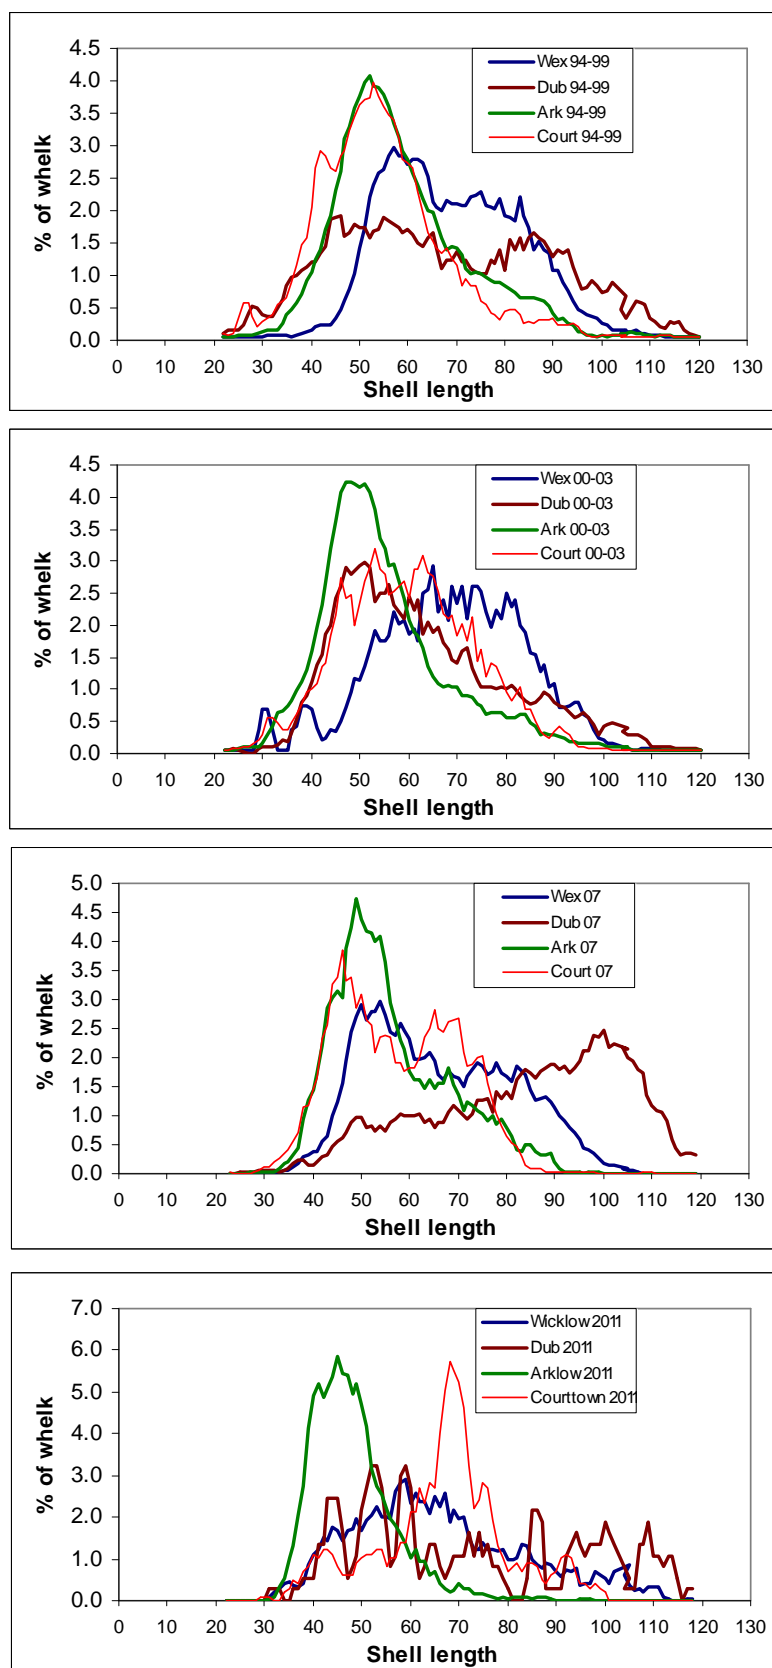 4.5
4.0
3.5
3.0
2.5
2.0
1.5
1.0
0.5
0.0
% of whelk
Wex 94-99
Dub 94-99
Ark 94-99
Court 94-99
0 10 20 30 40 50 60 70 80 90 100 110 120 130
Shell length
4.5
4.0
3.5
3.0
2.5
2.0
1.5
1.0
0.5
0.0
% of whelk
Wex 00-03
Dub 00-03
Ark 00-03
Court 00-03
0 10 20 30 40 50 60 70 80 90 100 110 120 130
Shell length
5.0
4.5
4.0
3.5
3.0
2.5
2.0
1.5
1.0
0.5
0.0
% of whelk
Wex 07
Dub 07
Ark 07
Court 07
0 10 20 30 40 50 60 70 80 90 100 110 120 130
Shell length
7.0
6.0
5.0
4.0
3.0
2.0
1.0
0.0
% of whelk
Wicklow 2011
Dub 2011
Arklow 2011
Courttown 2011
0 10 20 30 40 50 60 70 80 90 100 110 120 130
Shell length